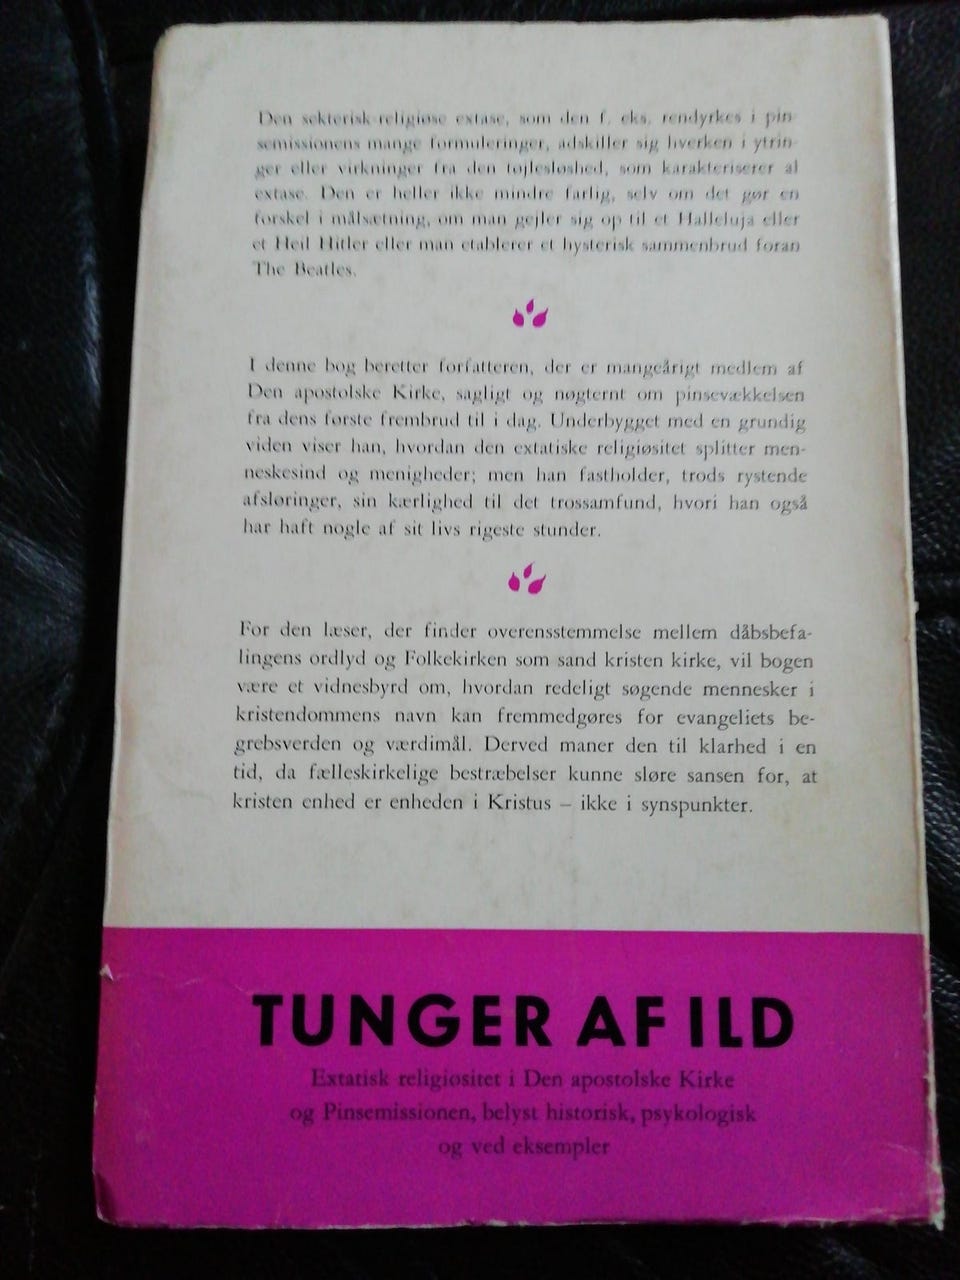 Den sekterisk religiøse extase, som den f. eks. rendyrkes i pin-
semissionens mange formuleringer, adskiller sig hverken i ytrin-
ger eller virkninger fra den tøjlesløshed, som karakteriserer al
extase. Den er heller ikke mindre farlig, selv om det gør en
forskel i målsætning, om man gejler sig op til et Halleluja eller
et Heil Hitler eller man etablerer et hysterisk sammenbrud foran
The Beatles.
I denne bog beretter forfatteren, der er mangeårigt medlem af
Den apostolske Kirke, sagligt og nøgternt om pinsevækkelsen
fra dens første frembrud til i dag. Underbygget med en grundig
viden viser han, hvordan den extatiske religiøsitet splitter men-
neskesind og menigheder; men han fastholder, trods rystende
afsløringer, sin kærlighed til det trossamfund, hvori han også
har haft nogle af sit livs rigeste stunder.
For den læser, der finder overensstemmelse mellem dåbsbefa-
lingens ordlyd og Folkekirken som sand kristen kirke, vil bogen
være et vidnesbyrd om, hvordan redeligt søgende mennesker i
kristendommens navn kan fremmedgøres for evangeliets be-
grebsverden og værdimål. Derved maner den til klarhed i en
tid, da fælleskirkelige bestræbelser kunne sløre sansen for, at
kristen enhed er enheden i Kristus – ikke i synspunkter.
TUNGER AF ILD
Extatisk religiøsitet i Den apostolske Kirke
og Pinsemissionen, belyst historisk, psykologisk
og ved eksempler